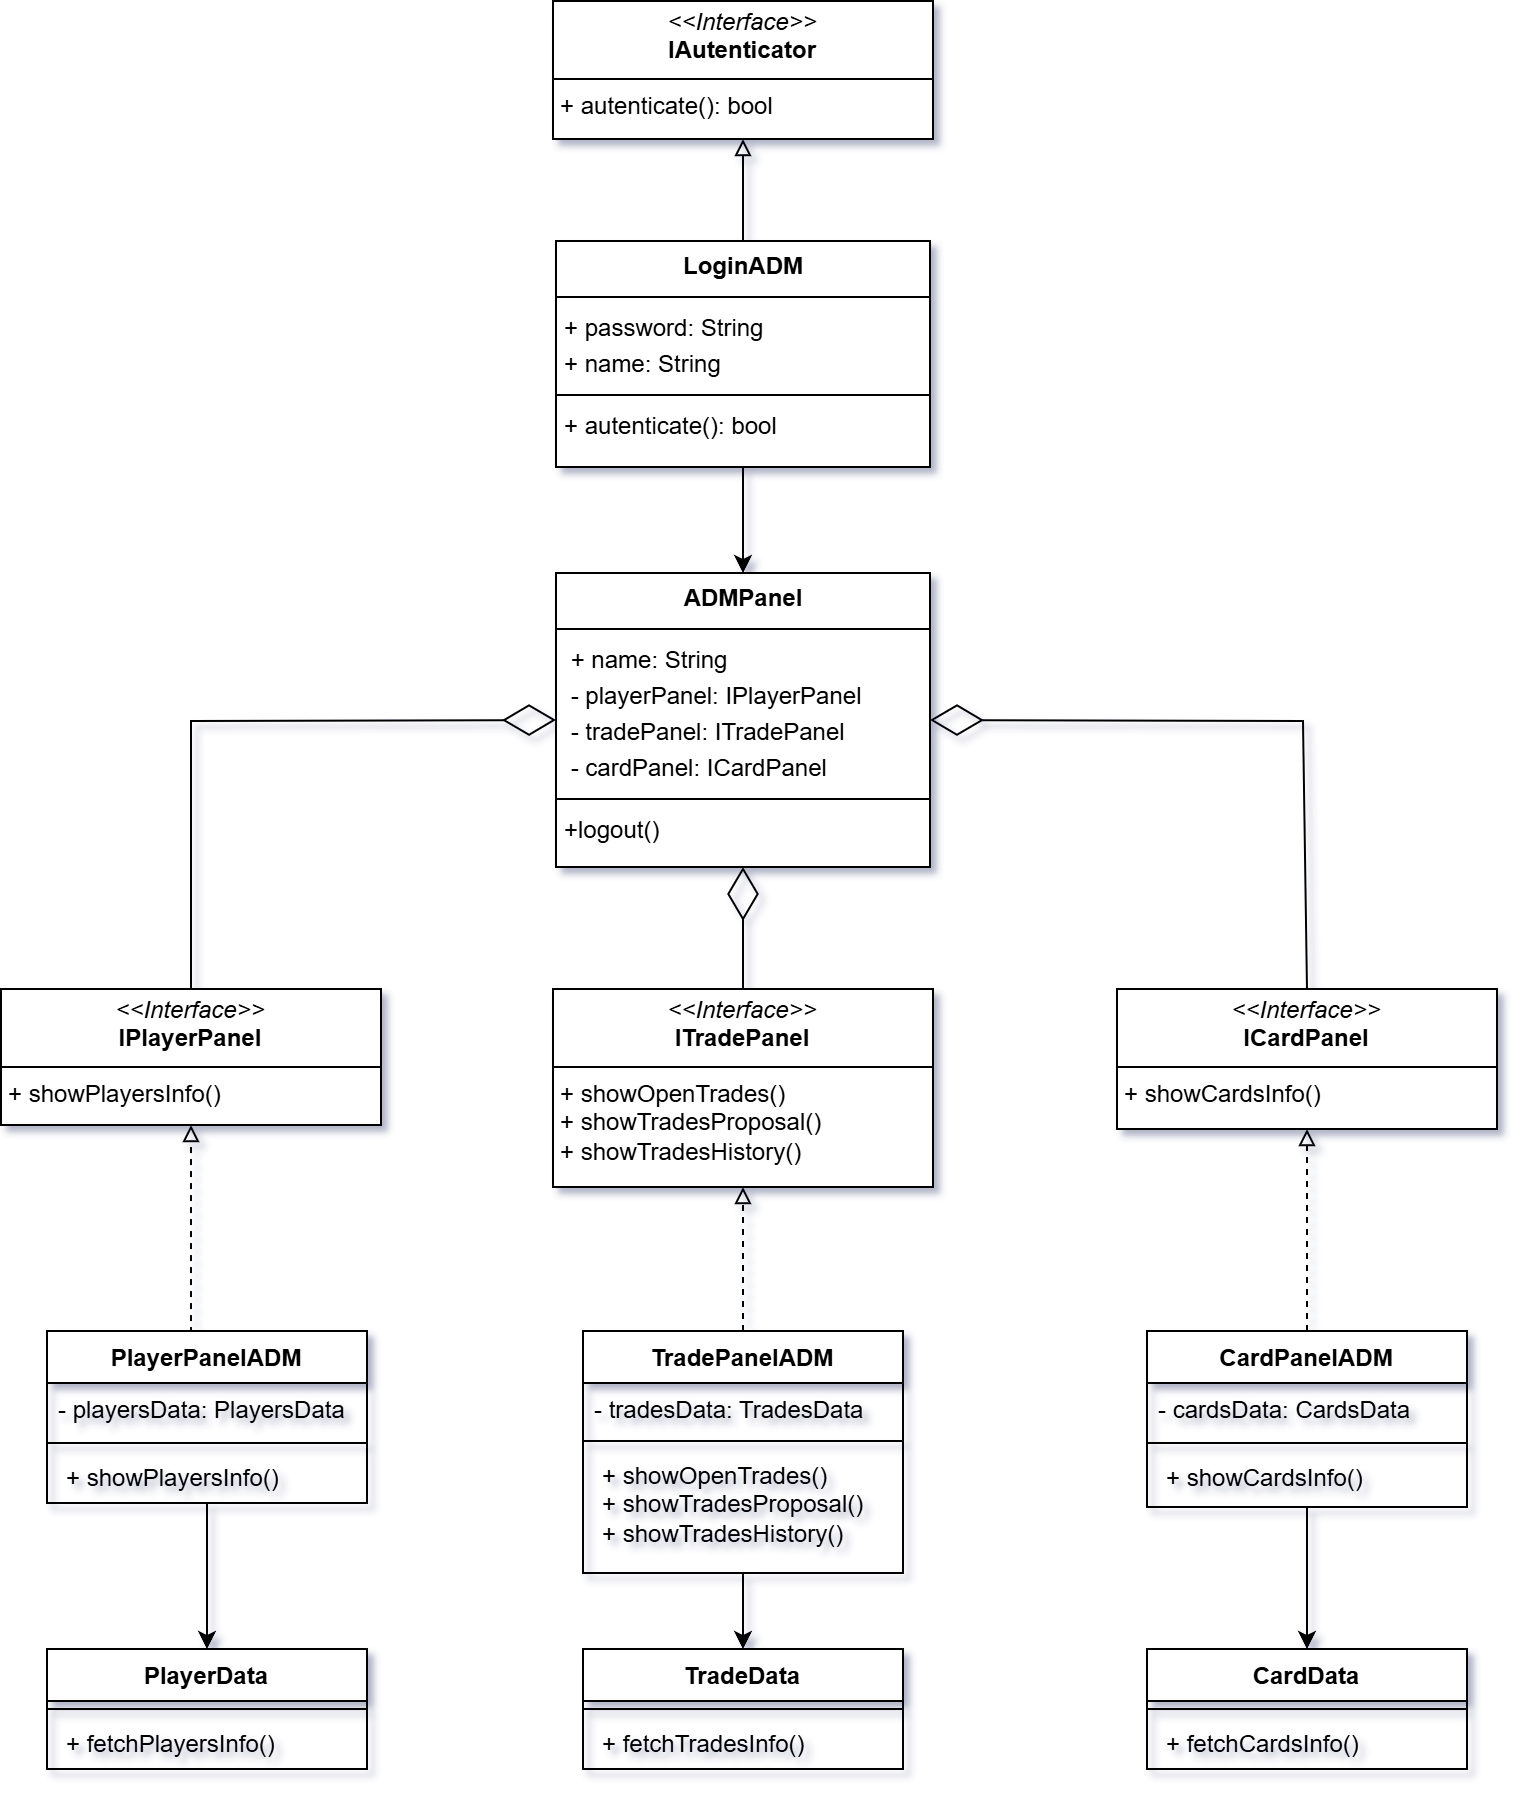 <<Interface>>
IAutenticator
+ autenticate(): bool
LoginADM
+ password: String
+ name: String
+ autenticate(): bool
ADMPanel
+ name: String
- playerPanel: IPlayerPanel
- tradePanel: ITradePanel
- cardPanel: ICardPanel
+logout()
<<Interface>>
IPlayerPanel
+ showPlayersInfo()
<<Interface>>
ITradePanel
+ showOpenTrades()
+ showTradesProposal()
+ showTradesHistory()
<<Interface>>
ICardPanel
+ showCardsInfo()
PlayerPanelADM
- playersData: PlayersData
+ showPlayersInfo()
TradePanelADM
- tradesData: TradesData
+ showOpenTrades()
+ showTradesProposal()
+ showTradesHistory()
CardPanelADM
- cardsData: CardsData
+ showCardsInfo()
PlayerData
+ fetchPlayersInfo()
TradeData
+ fetchTradesInfo()
CardData
+ fetchCardsInfo()